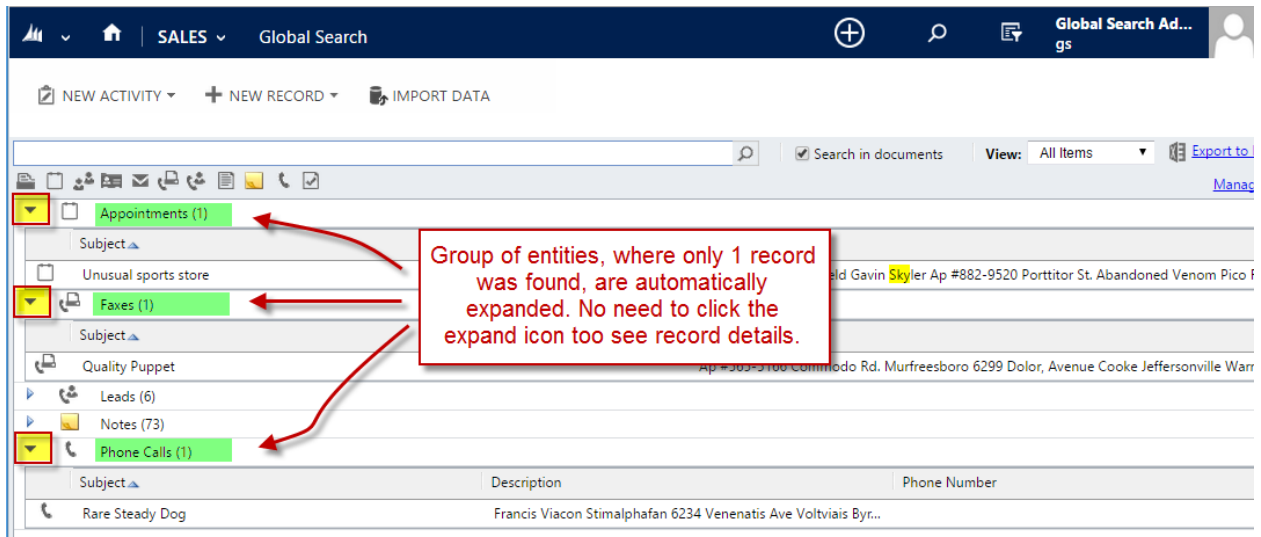 SALES Global Search Global Search Ad...
gs
NEW ACTIVITY NEW RECORD IMPORT DATA
Search in documents View: All Items Export to
Manag
Appointments (1)
Subject
Unusual sports store Gavin Skyler Ap #882-9520 Porttitor St. Abandoned Venom Pico
Faxes (1)
Subject
Quality Puppet Commodo Rd. Murfreesboro 6299 Dolor, Avenue Cooke Jeffersonville Warr
Leads (6)
Notes (73)
Phone Calls (1)
Subject Description Phone Number
Rare Steady Dog Francis Viacon Stimalphafan 6234 Venenatis Ave Voltviais Byr...
Group of entities, where only 1 record
was found, are automatically
expanded. No need to click the
expand icon too see record details.